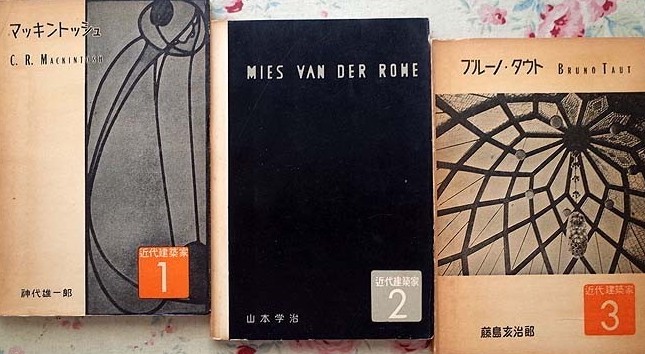 マッキントッシュ
C. R. MACKINTOSH
近代建築家
1
神代雄一郎
MIES VAN DER ROHE
近代建築家
2
山本学治
ブルーノ・タウト BRUNO TAUT
近代建築家
3
藤島亥治郎